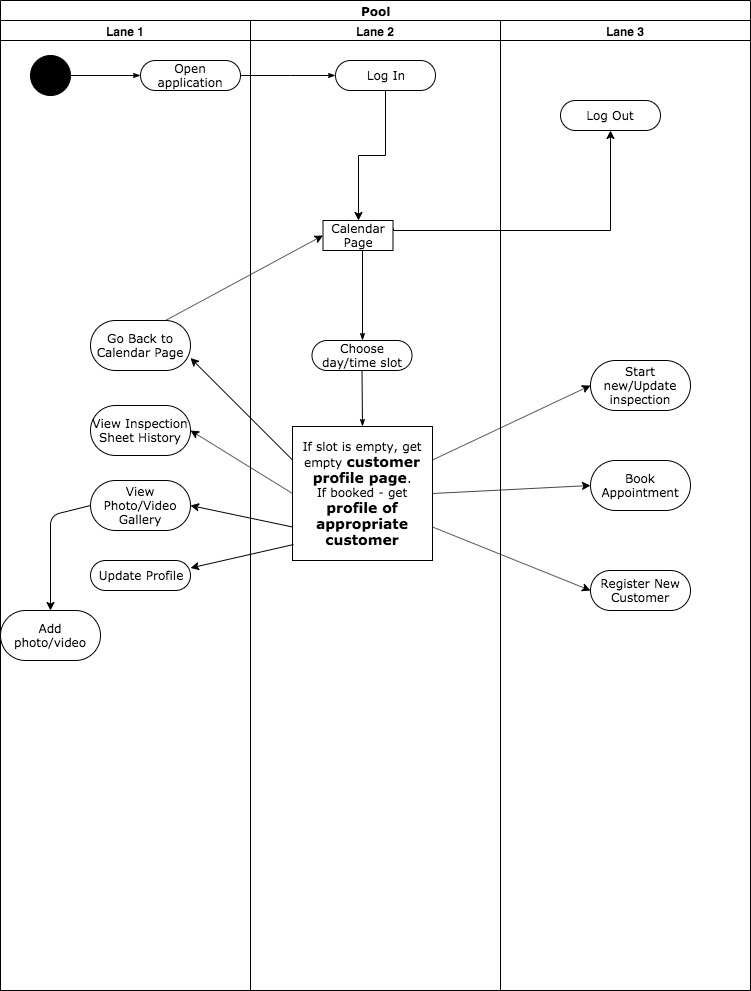 Pool
Lane 1
Lane 2
Lane 3
Open
application
Log In
Log Out
Calendar
Page
Go Back to
Calendar Page
Choose
day/time slot
Start
new/Update
inspection
View Inspection
Sheet History
If slot is empty, get
empty customer
profile page.
If booked - get
profile of
appropriate
customer
View
Photo/Video
Gallery
Book
Appointment
Update Profile
Register New
Customer
Add
photo/video